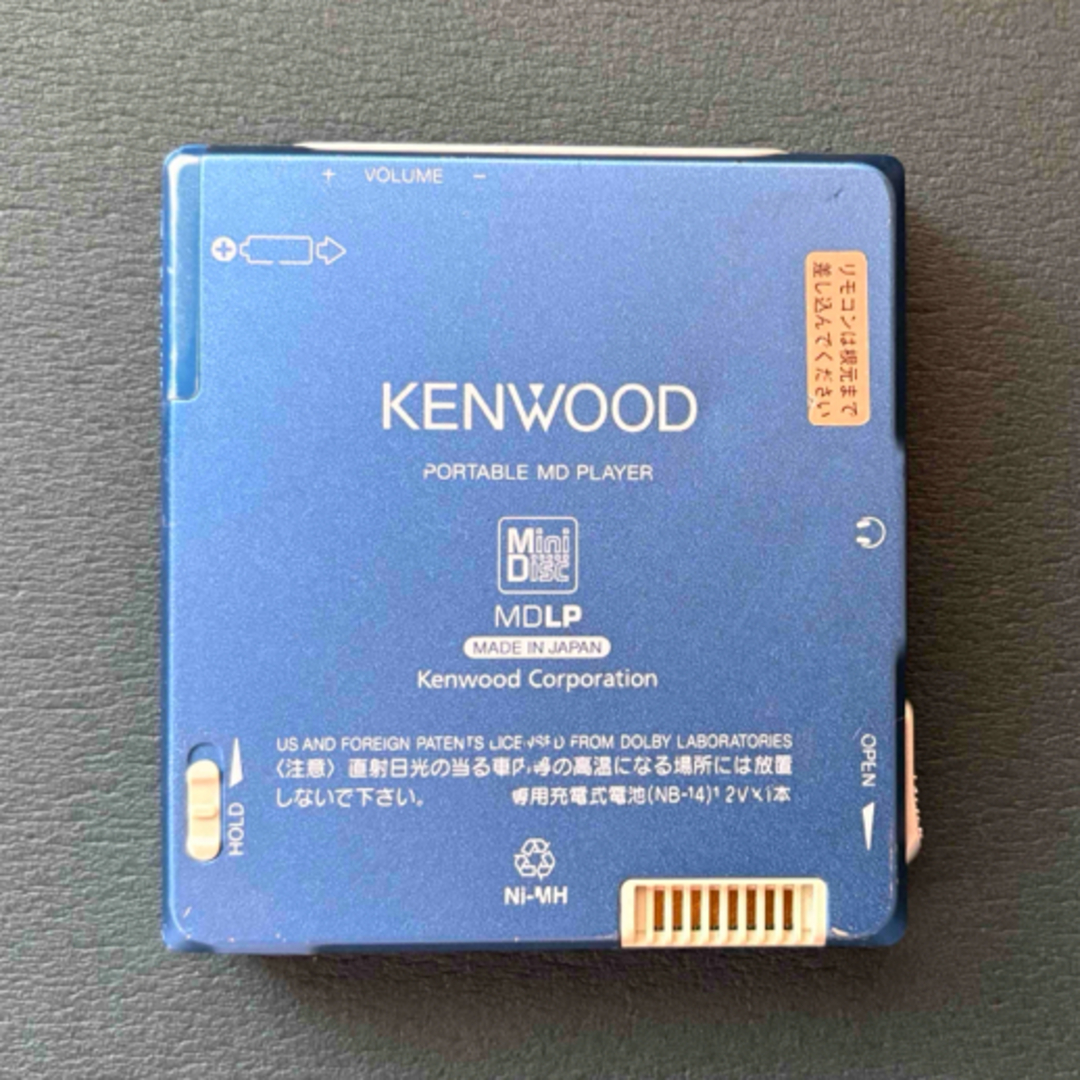 + VOLUME −
リモコンは根元まで
差し込んでください
KENWOOD
PORTABLE MD PLAYER
Mini
Disc
MDLP
MADE IN JAPAN
Kenwood Corporation
US AND FOREIGN PATENTS LICENSED FROM DOLBY LABORATORIES
〈注意〉 直射日光の当る車内等の高温になる場所には放置
しないで下さい。 専用充電式電池(NB-14)1.2V×1本
HOLD
OPEN
Ni-MH